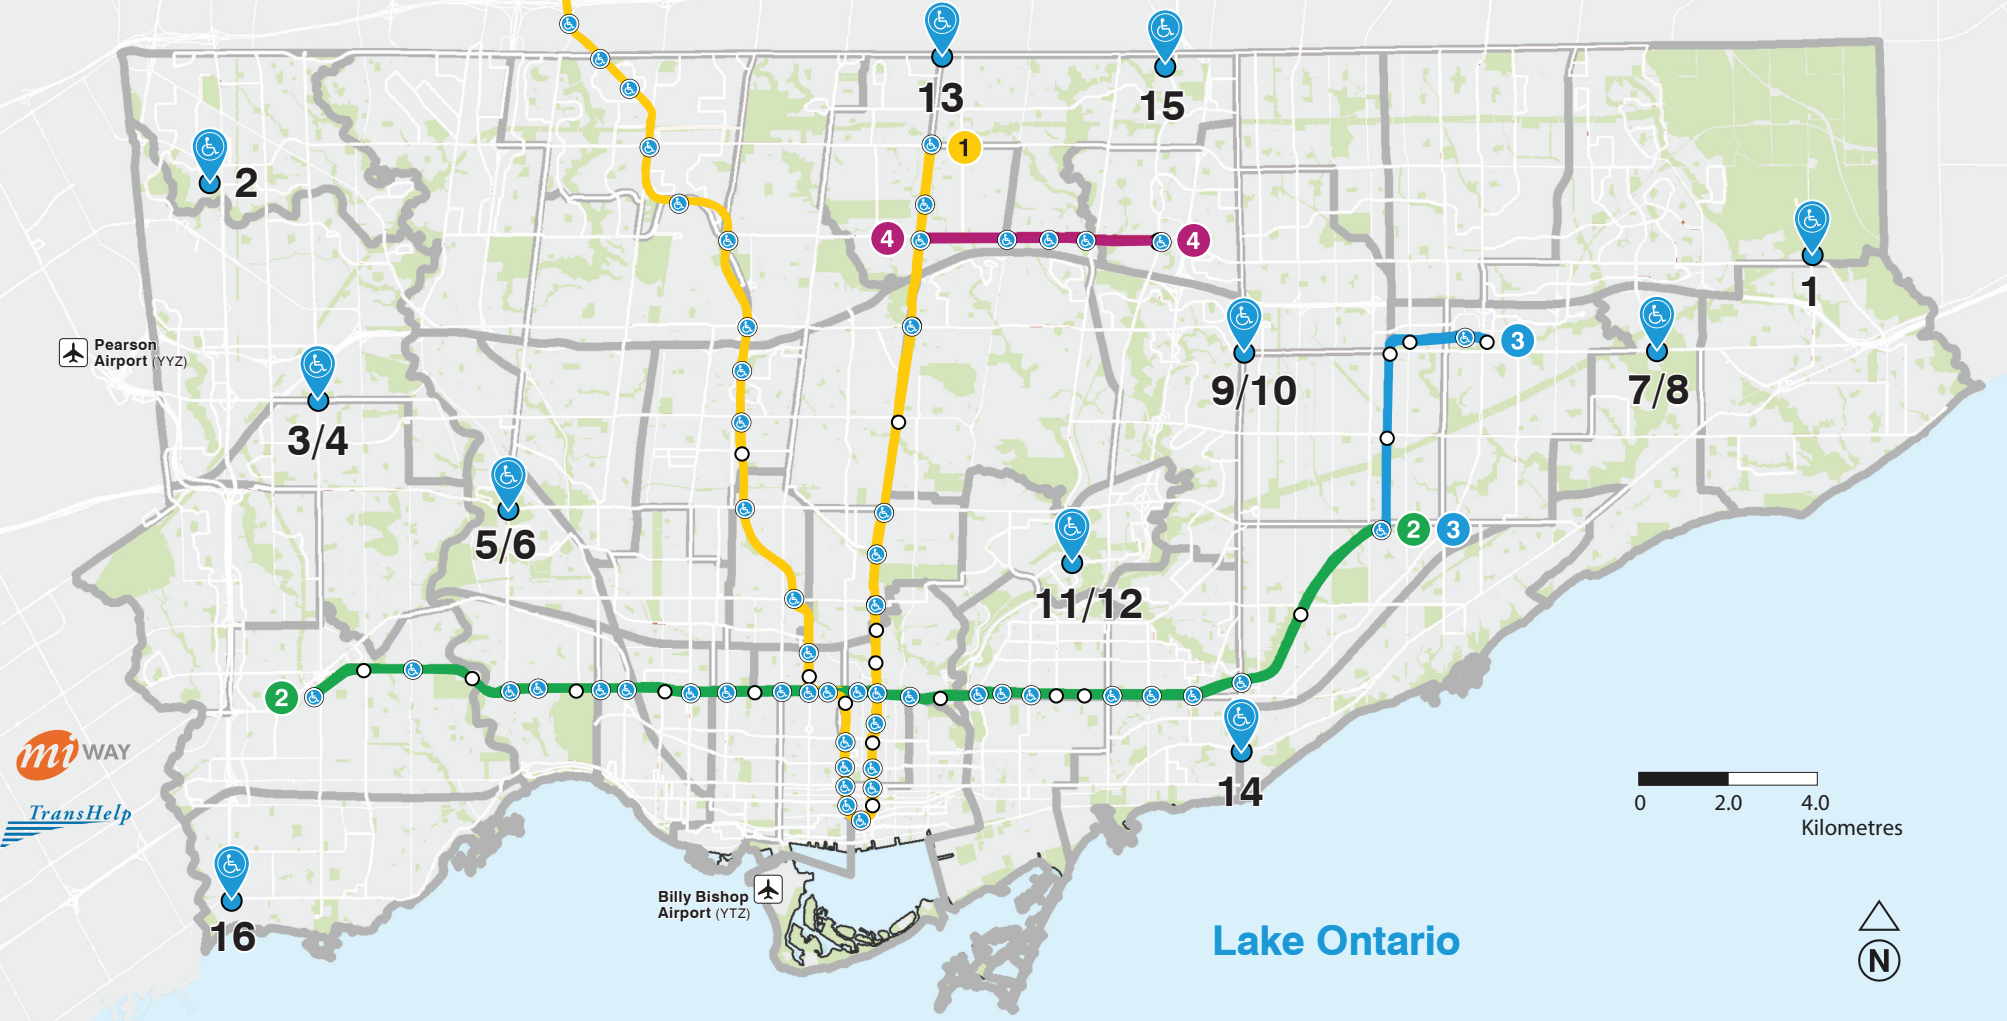 13
15
2
1
4
4
1
Pearson
Airport (YYZ)
3
9/10
7/8
3/4
5/6
2
3
11/12
2
mi WAY
TransHelp
14
0
2.0
4.0
Kilometres
Billy Bishop
Airport (YTZ)
16
Lake Ontario
N